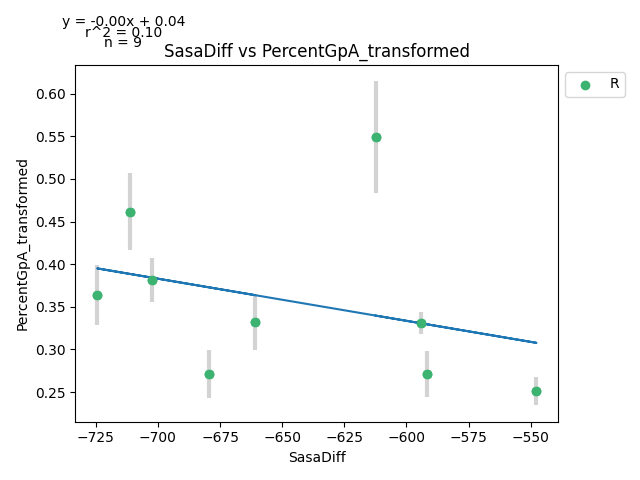 y = -0.00x + 0.04
r^2 = 0.10
n = 9
SasaDiff vs PercentGpA_transformed
R
PercentGpA_transformed
0.60
0.55
0.50
0.45
0.40
0.35
0.30
0.25
−725 −700 −675 −650 −625 −600 −575 −550
SasaDiff